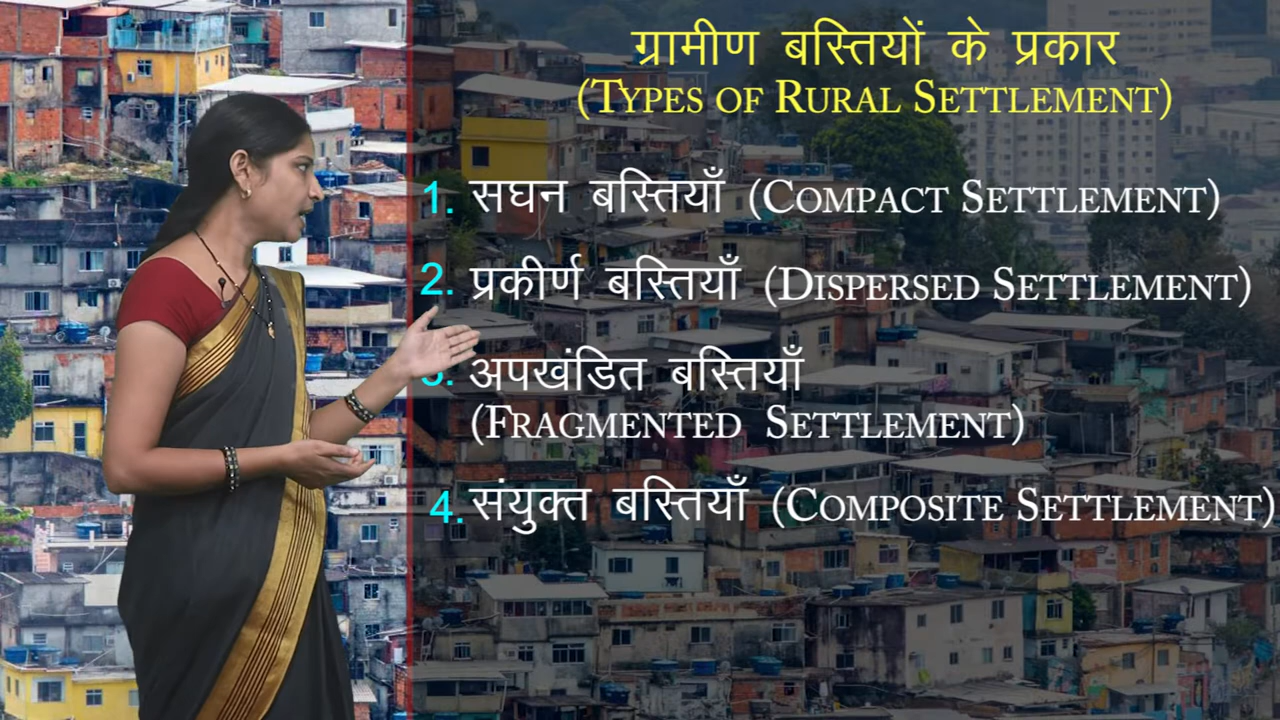 ग्रामीण बस्तियों के प्रकार
(TYPES OF RURAL SETTLEMENT)
1. सघन बस्तियाँ (COMPACT SETTLEMENT)
2. प्रकीर्ण बस्तियाँ (DISPERSED SETTLEMENT)
3. अपखंडित बस्तियाँ
(FRAGMENTED SETTLEMENT)
4. संयुक्त बस्तियाँ (COMPOSITE SETTLEMENT)